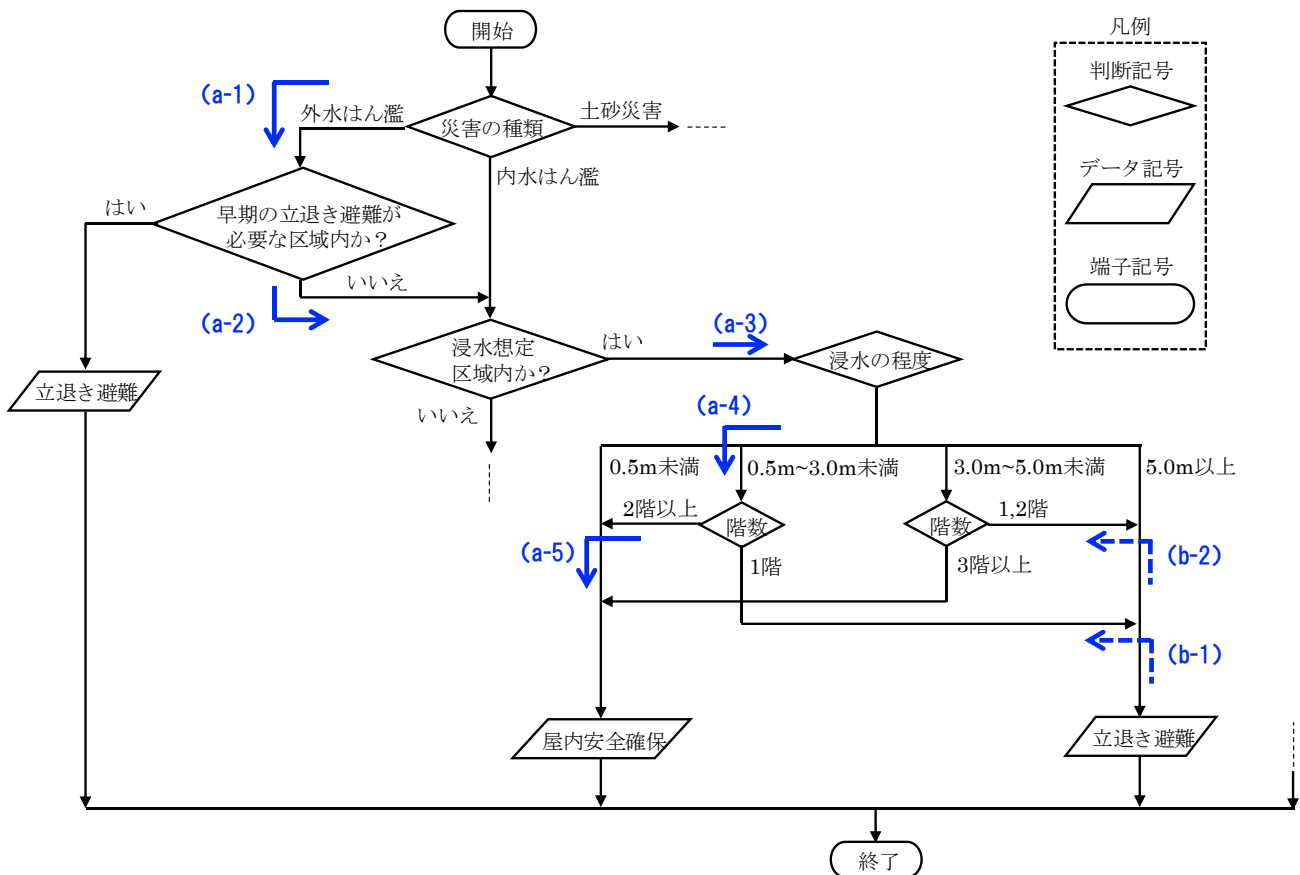 開始
凡例
判断記号
データ記号
端子記号
(a-1)
外水はん濫
災害の種類
土砂災害
内水はん濫
はい
早期の立退き避難が
必要な区域内か？
いいえ
(a-2)
浸水想定
区域内か？
はい
(a-3)
浸水の程度
いいえ
立退き避難
(a-4)
0.5m未満
0.5m~3.0m未満
3.0m~5.0m未満
5.0m以上
2階以上
階数
階数
1,2階
(a-5)
1階
3階以上
(b-2)
(b-1)
屋内安全確保
立退き避難
終了